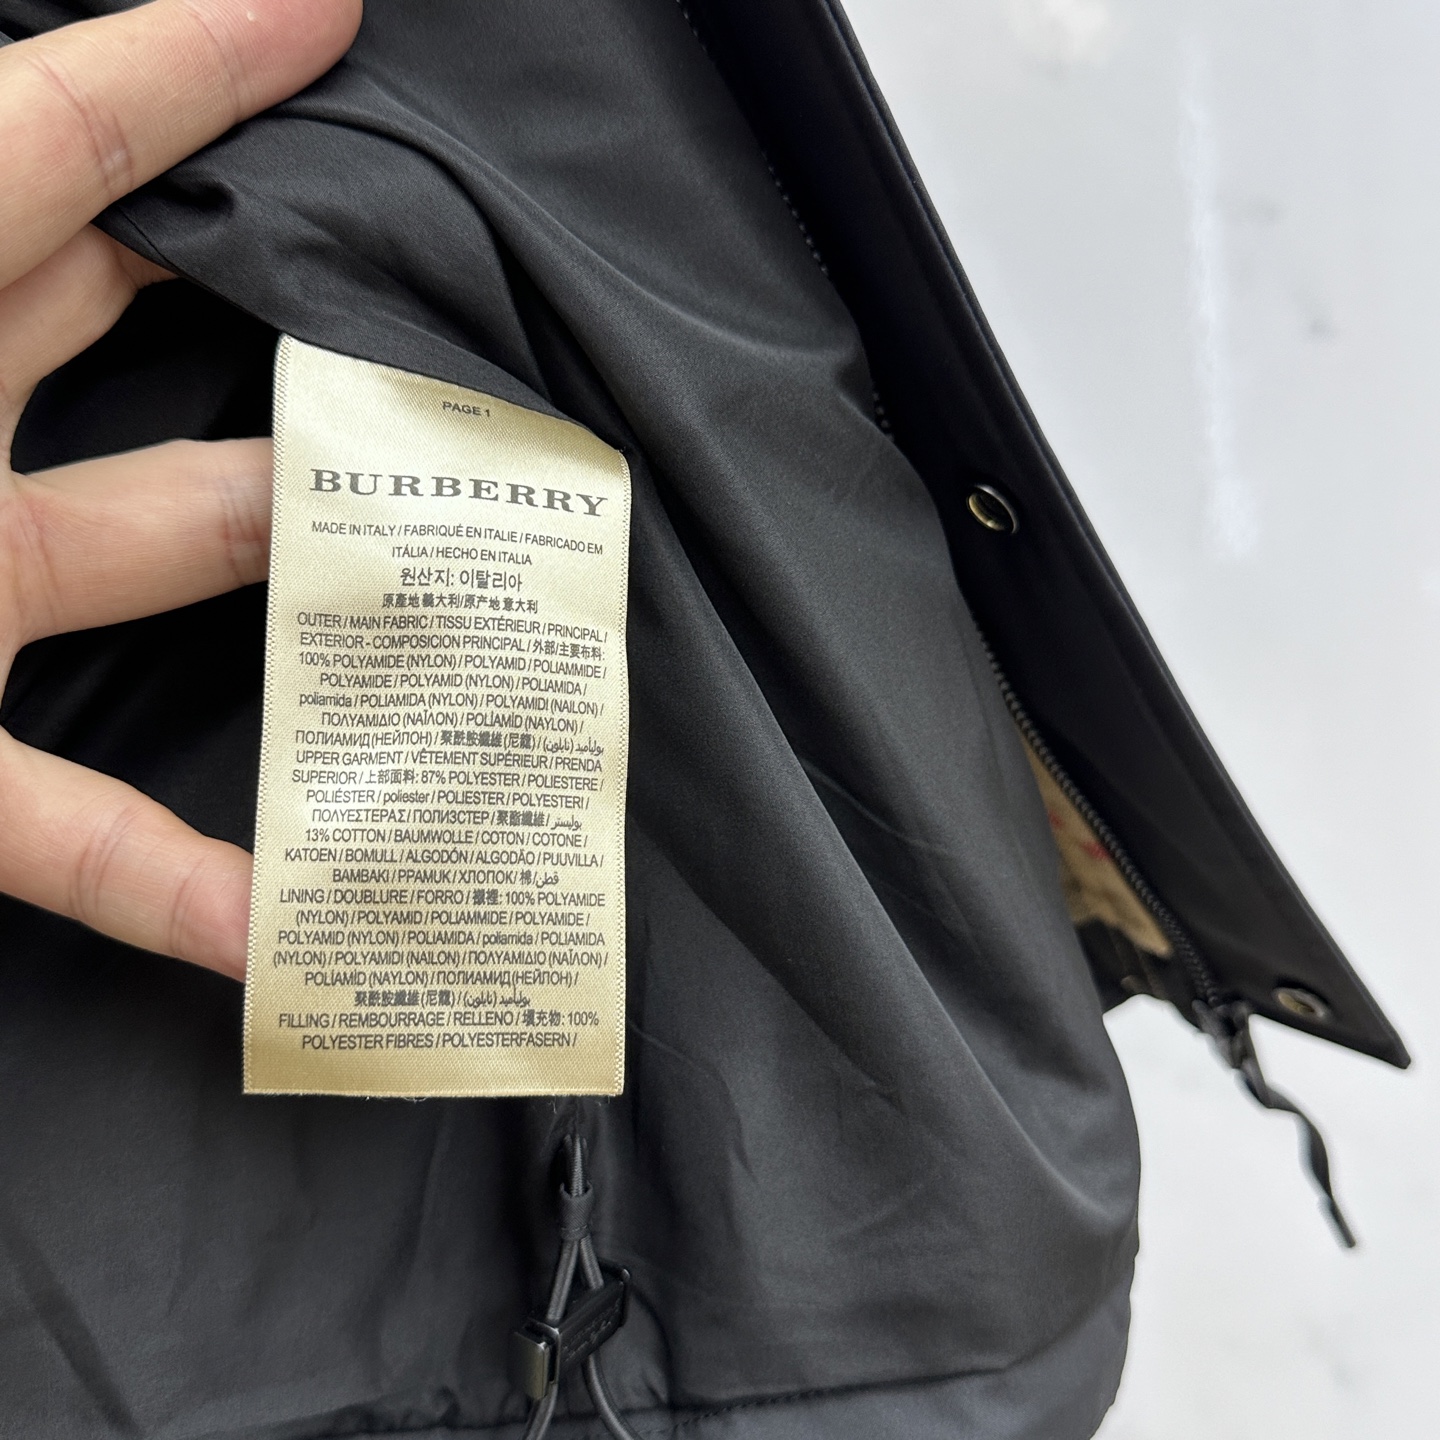 PAGE 1
BURBERRY
MADE IN ITALY / FABRIQUÉ EN ITALIE / FABRICADO EM
ITÁLIA / HECHO EN ITALIA
원산지: 이탈리아
原產地 義大利/原产地 意大利
OUTER / MAIN FABRIC / TISSU EXTÉRIEUR / PRINCIPAL /
EXTERIOR - COMPOSICION PRINCIPAL / 外部/主要布料:
100% POLYAMIDE (NYLON) / POLYAMID / POLIAMMIDE /
POLYAMIDE / POLYAMID (NYLON) / POLIAMIDA /
poliamida / POLIAMIDA (NYLON) / POLYAMIDI (NAILON) /
ΠΟΛΥΑΜΙΔΙΟ (ΝΑΪΛΟΝ) / POLİAMİD (NAYLON) /
ПОЛИАМИД (НЕЙЛОН) / 聚酰胺纖維 (尼龍) / بولیأمید (نایلون)
UPPER GARMENT / VÊTEMENT SUPÉRIEUR / PRENDA
SUPERIOR / 上部面料: 87% POLYESTER / POLIESTERE /
POLIÉSTER / poliester / POLIESTER / POLYESTERI /
ΠΟΛΥΕΣΤΕΡΑΣ / ПОЛИЭСТЕР / 聚酯纖維 / بولیستر
13% COTTON / BAUMWOLLE / COTON / COTONE /
KATOEN / BOMULL / ALGODÓN / ALGODÃO / PUUVILLA /
BAMBAKI / PPAMUK / ХЛОПОК / 棉 / قطن
LINING / DOUBLURE / FORRO / 襯裡: 100% POLYAMIDE
(NYLON) / POLYAMID / POLIAMMIDE / POLYAMIDE /
POLYAMID (NYLON) / POLIAMIDA / poliamida / POLIAMIDA
(NYLON) / POLYAMIDI (NAILON) / ΠΟΛΥΑΜΙΔΙΟ (ΝΑΪΛΟΝ) /
POLİAMİD (NAYLON) / ПОЛИАМИД (НЕЙЛОН) /
聚酰胺纖維 (尼龍) / بولیأمید (نایلون)
FILLING / REMBOURRAGE / RELLENO / 填充物: 100%
POLYESTER FIBRES / POLYESTERFASERN /